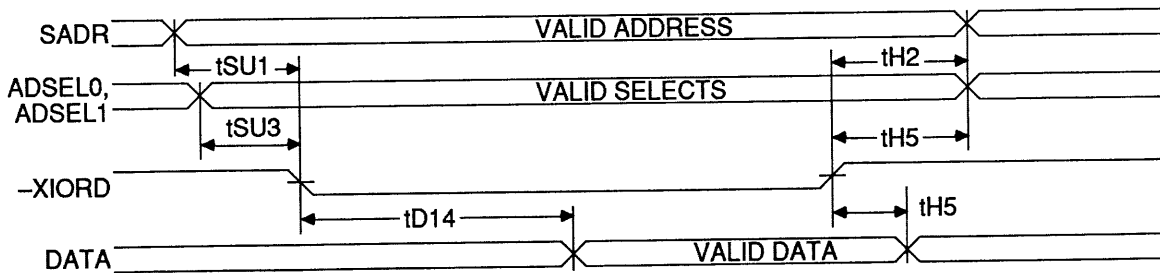 SADR
VALID ADDRESS
tSU1
tH2
ADSEL0,
ADSEL1
VALID SELECTS
tSU3
tH5
–XIORD
tD14
tH5
DATA
VALID DATA